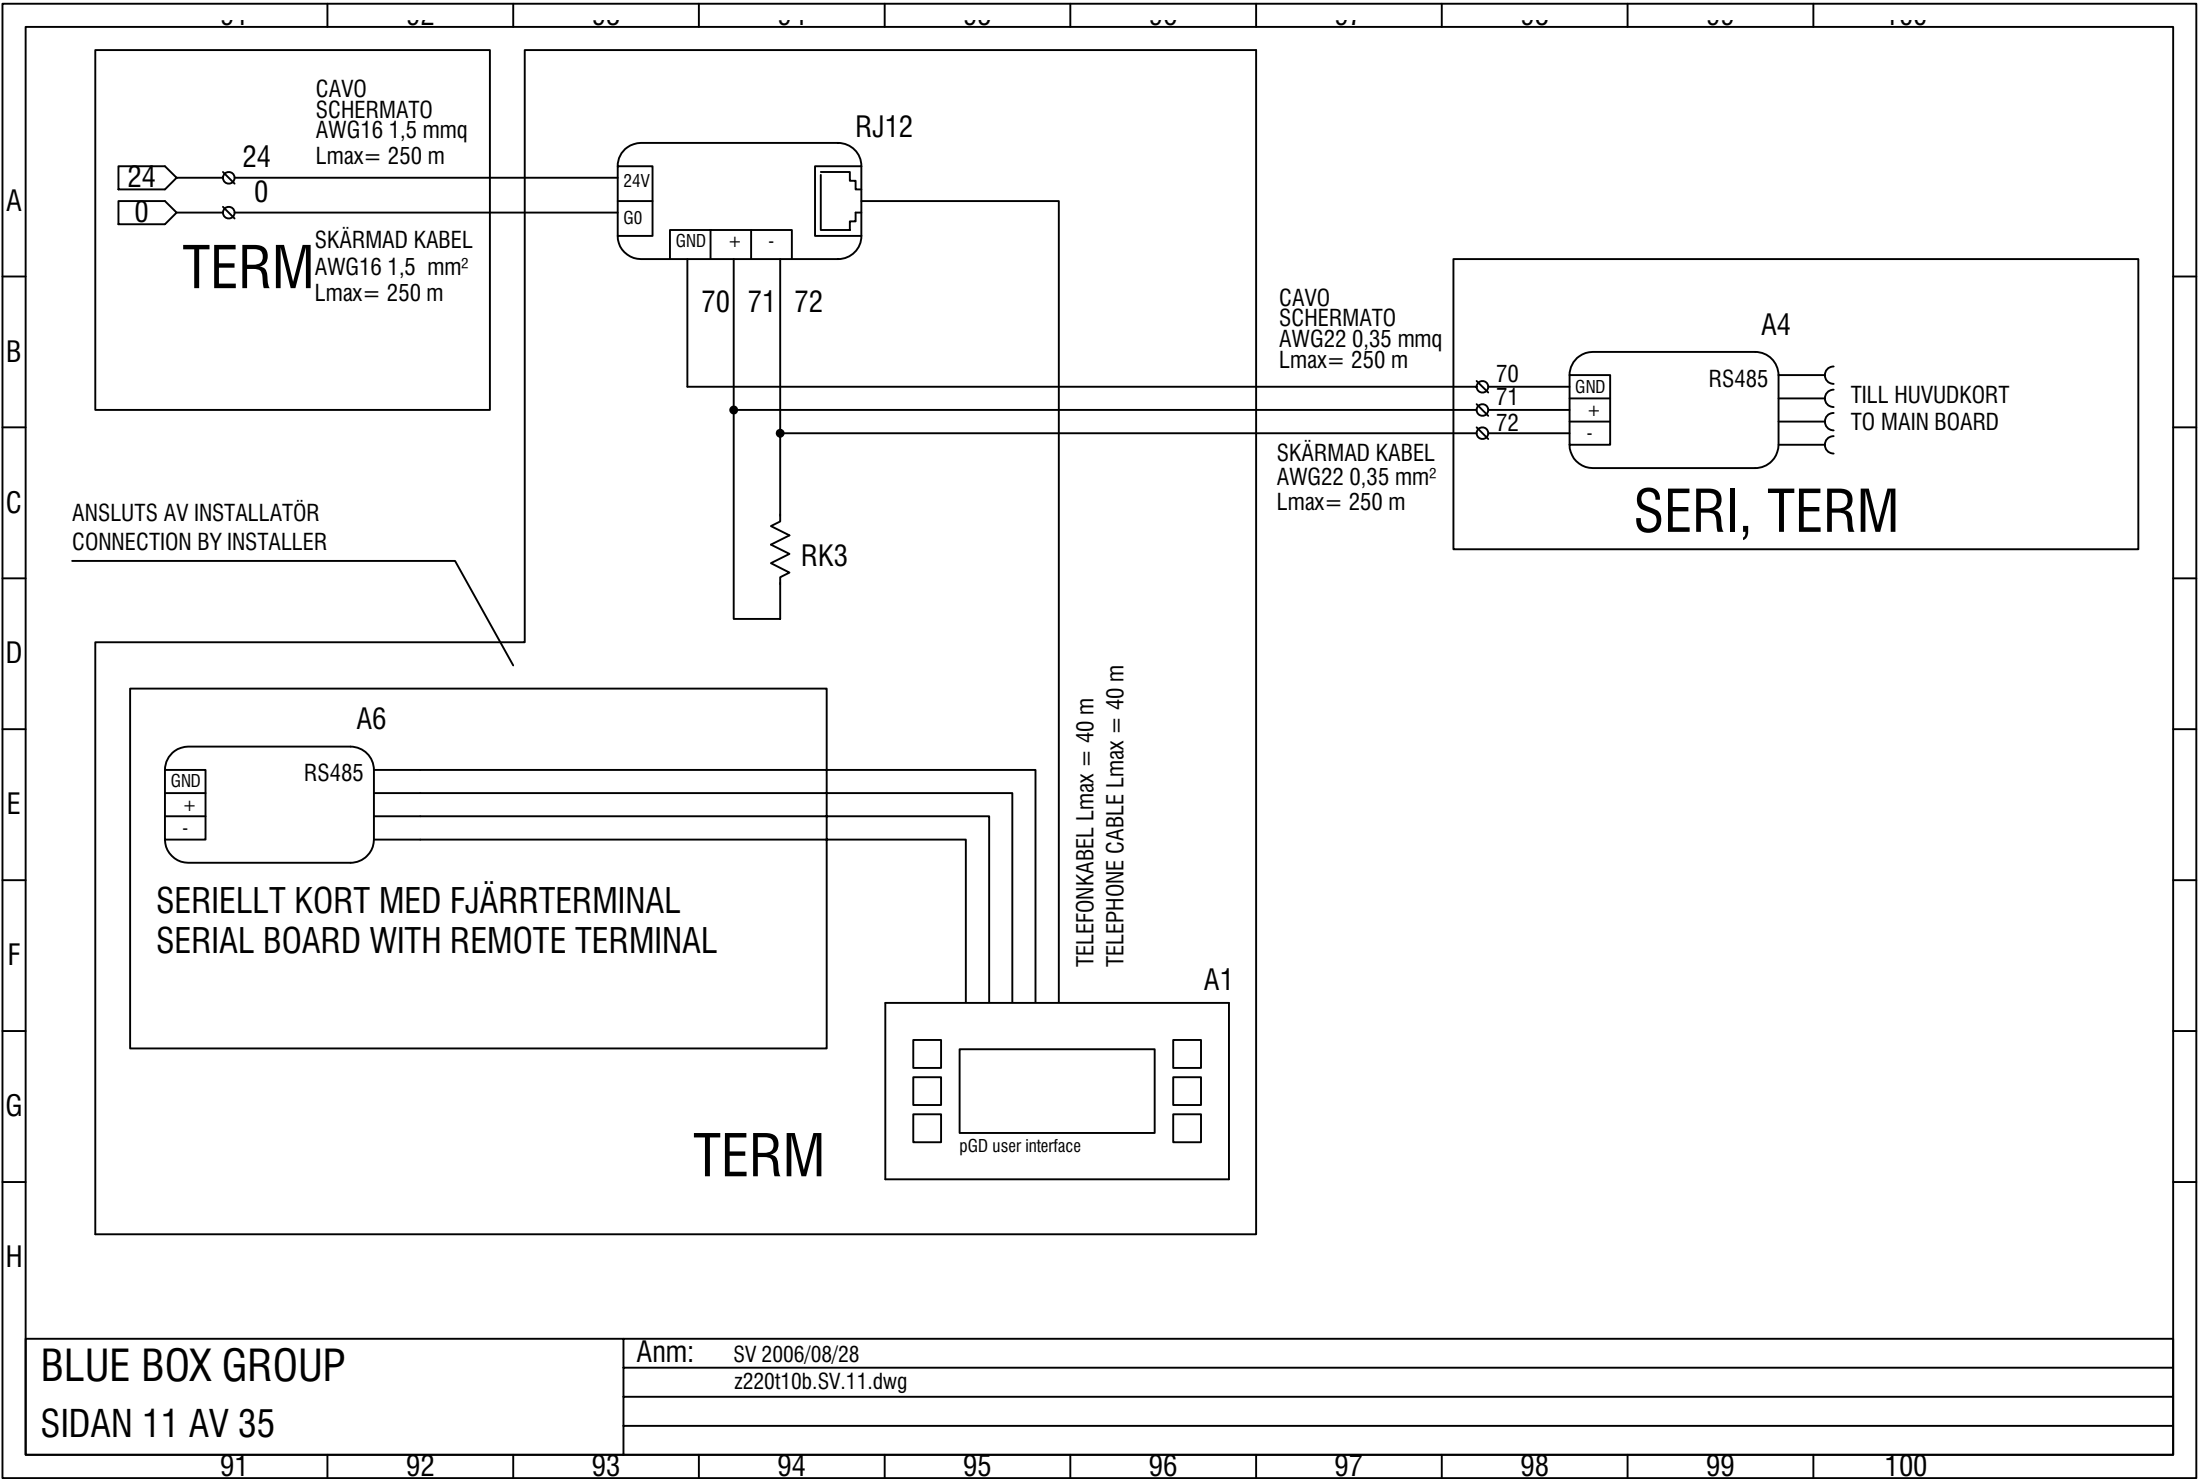 CAVO
SCHERMATO
AWG16 1,5 mmq
Lmax= 250 m
24
24
0
0
TERM
SKÄRMAD KABEL
AWG16 1,5 mm²
Lmax= 250 m
RJ12
24V
G0
GND + -
70 71 72
CAVO
SCHERMATO
AWG22 0,35 mmq
Lmax= 250 m
SKÄRMAD KABEL
AWG22 0,35 mm²
Lmax= 250 m
A4
70
71
72
GND
+
-
RS485
TILL HUVUDKORT
TO MAIN BOARD
SERI, TERM
ANSLUTS AV INSTALLATÖR
CONNECTION BY INSTALLER
RK3
A6
GND
+
-
RS485
SERIELLT KORT MED FJÄRRTERMINAL
SERIAL BOARD WITH REMOTE TERMINAL
TELEFONKABEL Lmax = 40 m
TELEPHONE CABLE Lmax = 40 m
A1
pGD user interface
TERM
A
B
C
D
E
F
G
H
BLUE BOX GROUP
SIDAN 11 AV 35
Anm: SV 2006/08/28
z220t10b.SV.11.dwg
91 92 93 94 95 96 97 98 99 100